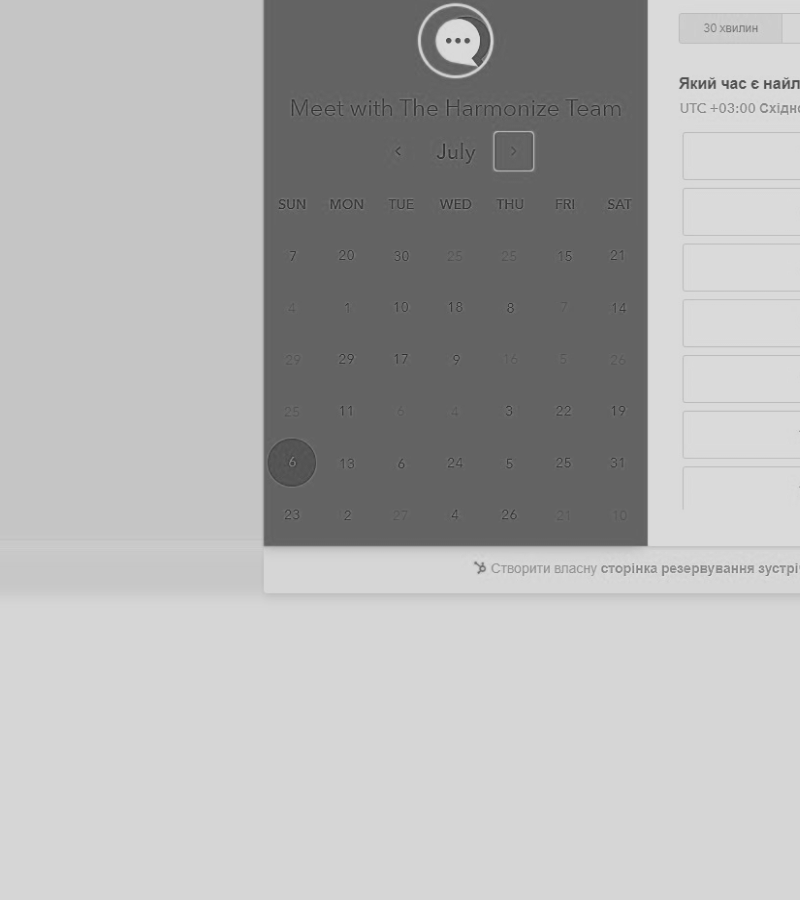 30 хвилин
Meet with The Harmonize Team
Який час є найл
UTC +03:00 Східно
July
SUN MON TUE WED THU FRI SAT
7 20 30 25 25 15 21
4 1 10 18 8 7 14
29 29 17 9 16 5 26
25 11 6 4 3 22 19
6 13 6 24 5 25 31
23 2 27 4 26 21 10
Створити власну сторінка резервування зустрі